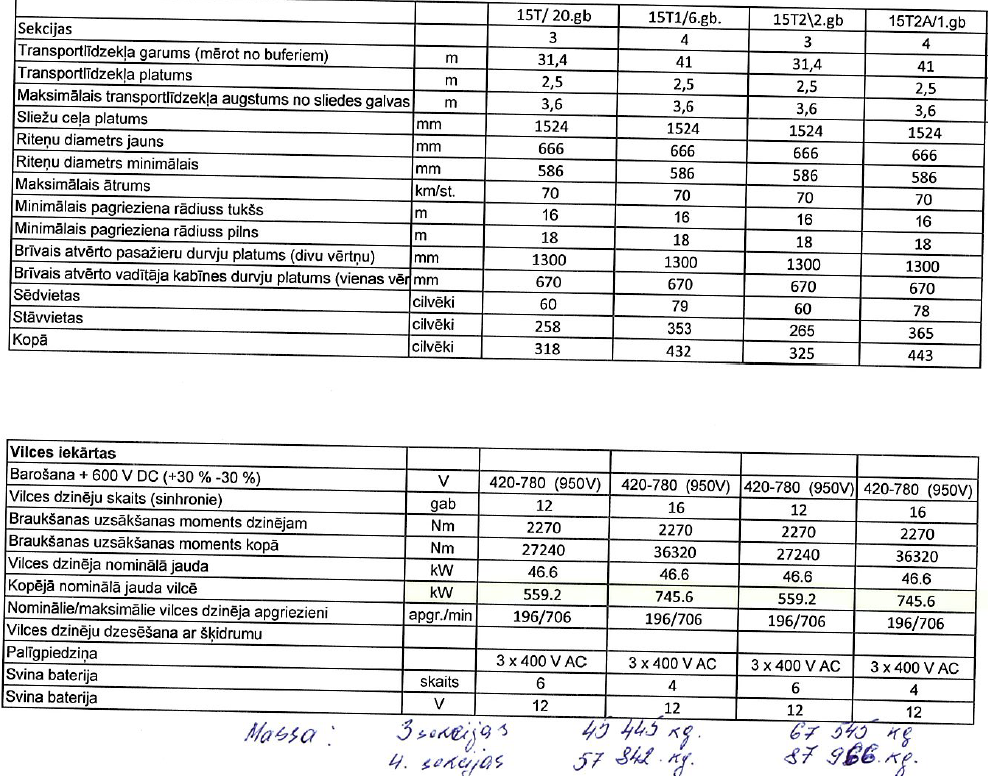 15T/ 20.gb 15T1/6.gb. 15T2\2.gb 15T2A/1.gb
Sekcijas 3 4 3 4
Transportlīdzekļa garums (mērot no buferiem) m 31,4 41 31,4 41
Transportlīdzekļa platums m 2,5 2,5 2,5 2,5
Maksimālais transportlīdzekļa augstums no sliedes galvas m 3,6 3,6 3,6 3,6
Sliežu ceļa platums mm 1524 1524 1524 1524
Riteņu diametrs jauns mm 666 666 666 666
Riteņu diametrs minimālais mm 586 586 586 586
Maksimālais ātrums km/st. 70 70 70 70
Minimālais pagrieziena rādiuss tukšs m 16 16 16 16
Minimālais pagrieziena rādiuss pilns m 18 18 18 18
Brīvais atvērto pasažieru durvju platums (divu vērtņu) mm 1300 1300 1300 1300
Brīvais atvērto vadītāja kabīnes durvju platums (vienas vēr mm 670 670 670 670
Sēdvietas cilvēki 60 79 60 78
Stāvvietas cilvēki 258 353 265 365
Kopā cilvēki 318 432 325 443
Vilces iekārtas
Barošana + 600 V DC (+30 % -30 %) V 420-780 (950V) 420-780 (950V) 420-780 (950V) 420-780 (950V)
Vilces dzinēju skaits (sinhronie) gab 12 16 12 16
Braukšanas uzsākšanas moments dzinējam Nm 2270 2270 2270 2270
Braukšanas uzsākšanas moments kopā Nm 27240 36320 27240 36320
Vilces dzinēja nominālā jauda kW 46.6 46.6 46.6 46.6
Kopējā nominālā jauda vilcē kW 559.2 745.6 559.2 745.6
Nominālie/maksimālie vilces dzinēja apgriezieni apgr./min 196/706 196/706 196/706 196/706
Vilces dzinēju dzesēšana ar šķidrumu
Palīgpiedziņa 3 x 400 V AC 3 x 400 V AC 3 x 400 V AC 3 x 400 V AC
Svina baterija skaits 6 4 6 4
Svina baterija V 12 12 12 12
Massa: 3 sekcijas 45 445 kg. 67 545 kg
4. sekcijas 57 842. kg. 87 966. kg.